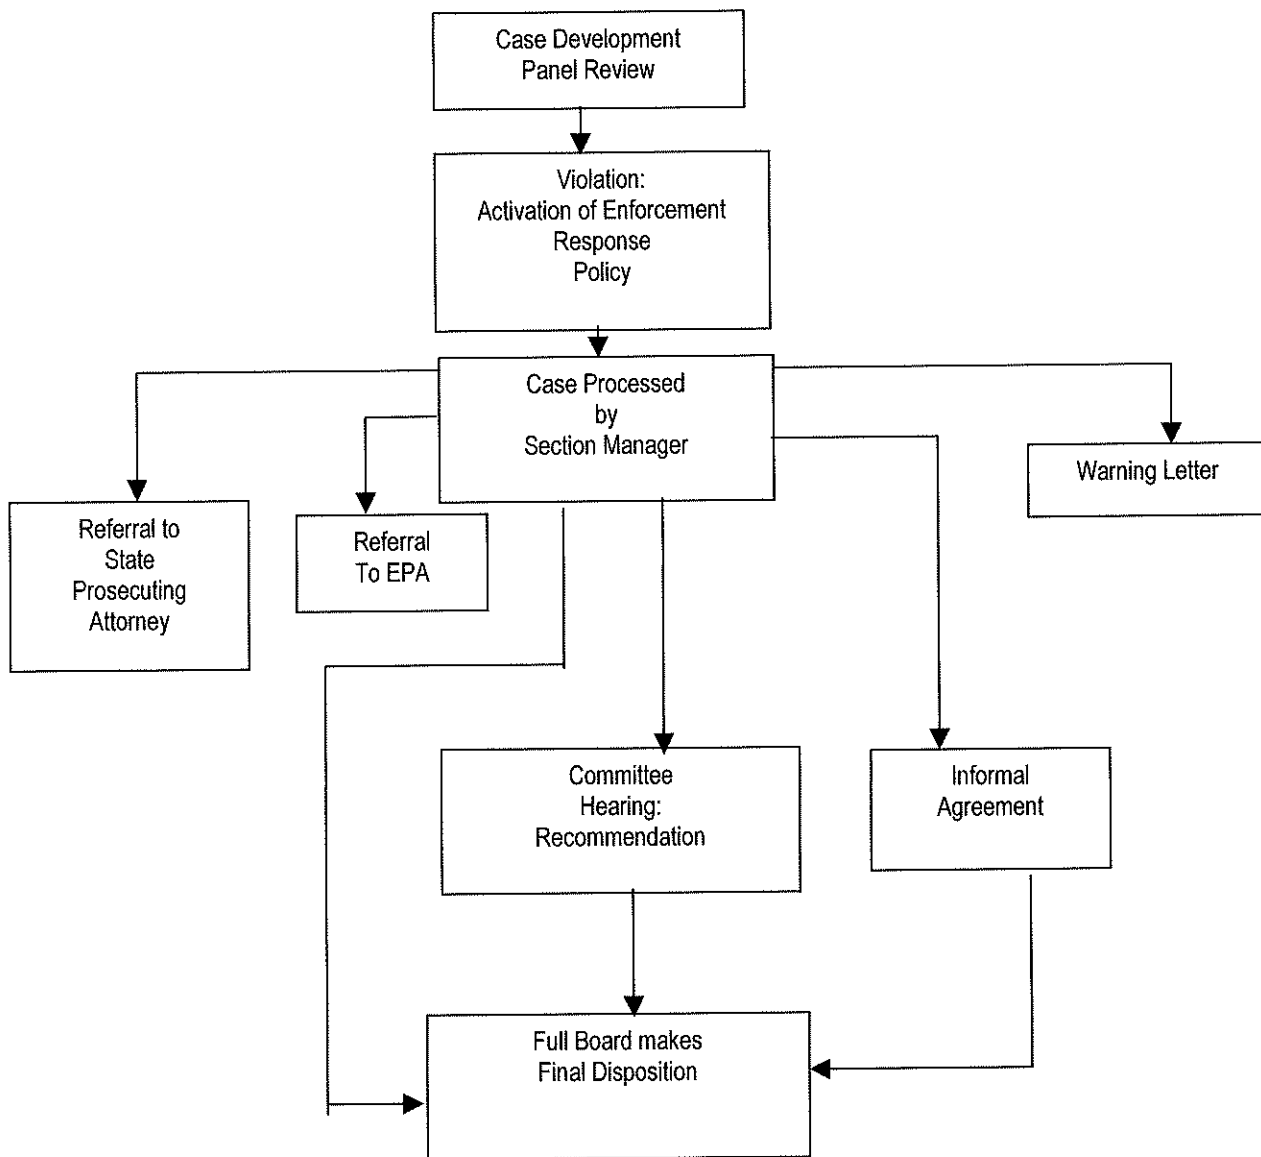 Case Development
Panel Review
Violation:
Activation of Enforcement
Response
Policy
Case Processed
by
Section Manager
Warning Letter
Referral to
State
Prosecuting
Attorney
Referral
To EPA
Committee
Hearing:
Recommendation
Informal
Agreement
Full Board makes
Final Disposition